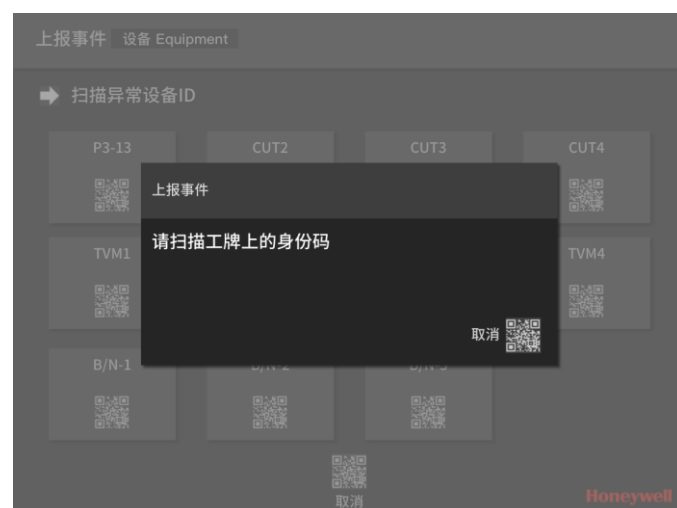 上报事件 设备 Equipment
扫描异常设备ID
P3-13 CUT2 CUT3 CUT4
上报事件
请扫描工牌上的身份码
TVM1 TVM4
取消
B/N-1
取消
Honeywell